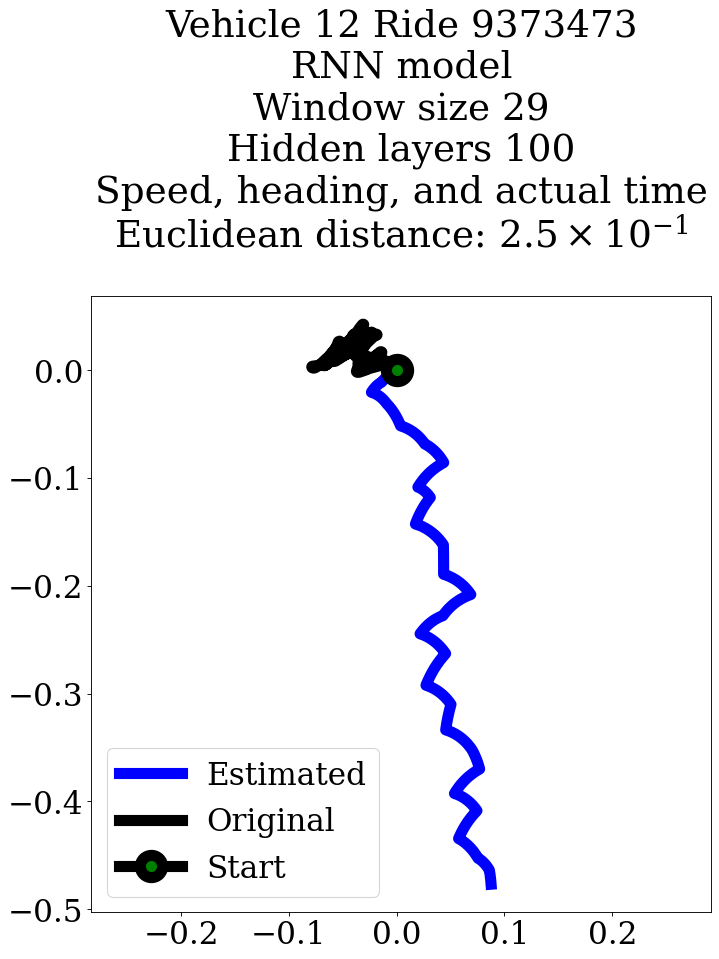 Vehicle 12 Ride 9373473
RNN model
Window size 29
Hidden layers 100
Speed, heading, and actual time
Euclidean distance: 2.5 × 10⁻¹
0.0
−0.1
−0.2
−0.3
−0.4
−0.5
Estimated
Original
Start
−0.2 −0.1 0.0 0.1 0.2